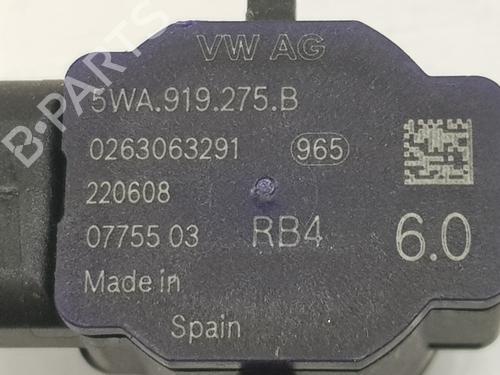 VW AG
5WA.919.275.B
0263063291 965
220608
07755 03 RB4 6.0
Made in
Spain
B-PARTS